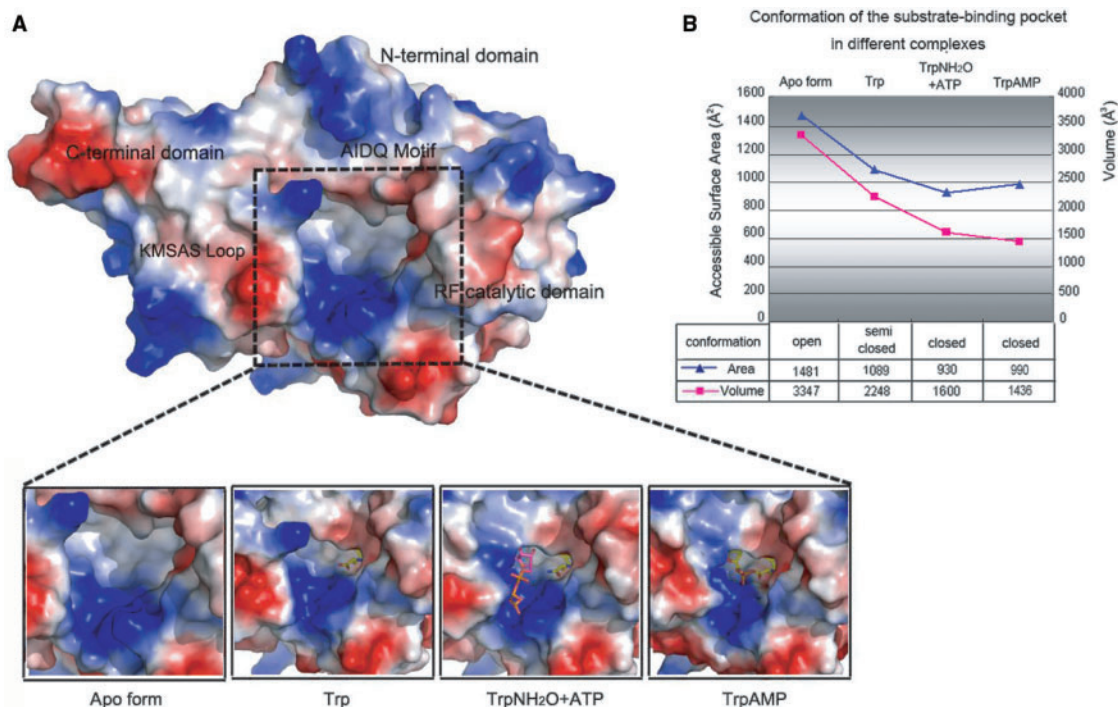 A
N-terminal domain
C-terminal domain
AIDQ Motif
KMSAS Loop
RF catalytic domain
Apo form
Trp
TrpNH₂O+ATP
TrpAMP
B
Conformation of the substrate-binding pocket
in different complexes
Apo form Trp TrpNH₂O +ATP TrpAMP
Accessible Surface Area (Å²)
1600
1400
1200
1000
800
600
400
200
0
Volume (Å³)
4000
3500
3000
2500
2000
1500
1000
500
0
conformation open semi closed closed closed
Area 1481 1089 930 990
Volume 3347 2248 1600 1436